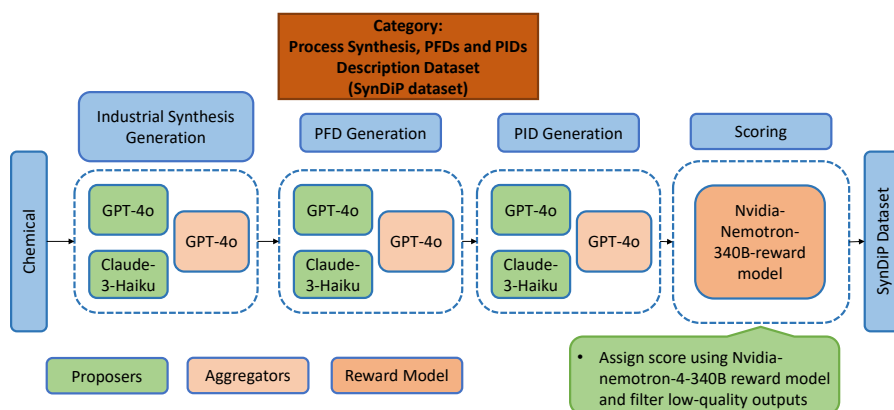 Category:
Process Synthesis, PFDs and PIDs
Description Dataset
(SynDiP dataset)
Industrial Synthesis
Generation
PFD Generation
PID Generation
Scoring
Chemical
GPT-4o
Claude-
3-Haiku
GPT-4o
GPT-4o
Claude-
3-Haiku
GPT-4o
GPT-4o
Claude-
3-Haiku
GPT-4o
Nvidia-
Nemotron-
340B-reward
model
SynDiP Dataset
Proposers
Aggregators
Reward Model
• Assign score using Nvidia-
nemotron-4-340B reward model
and filter low-quality outputs